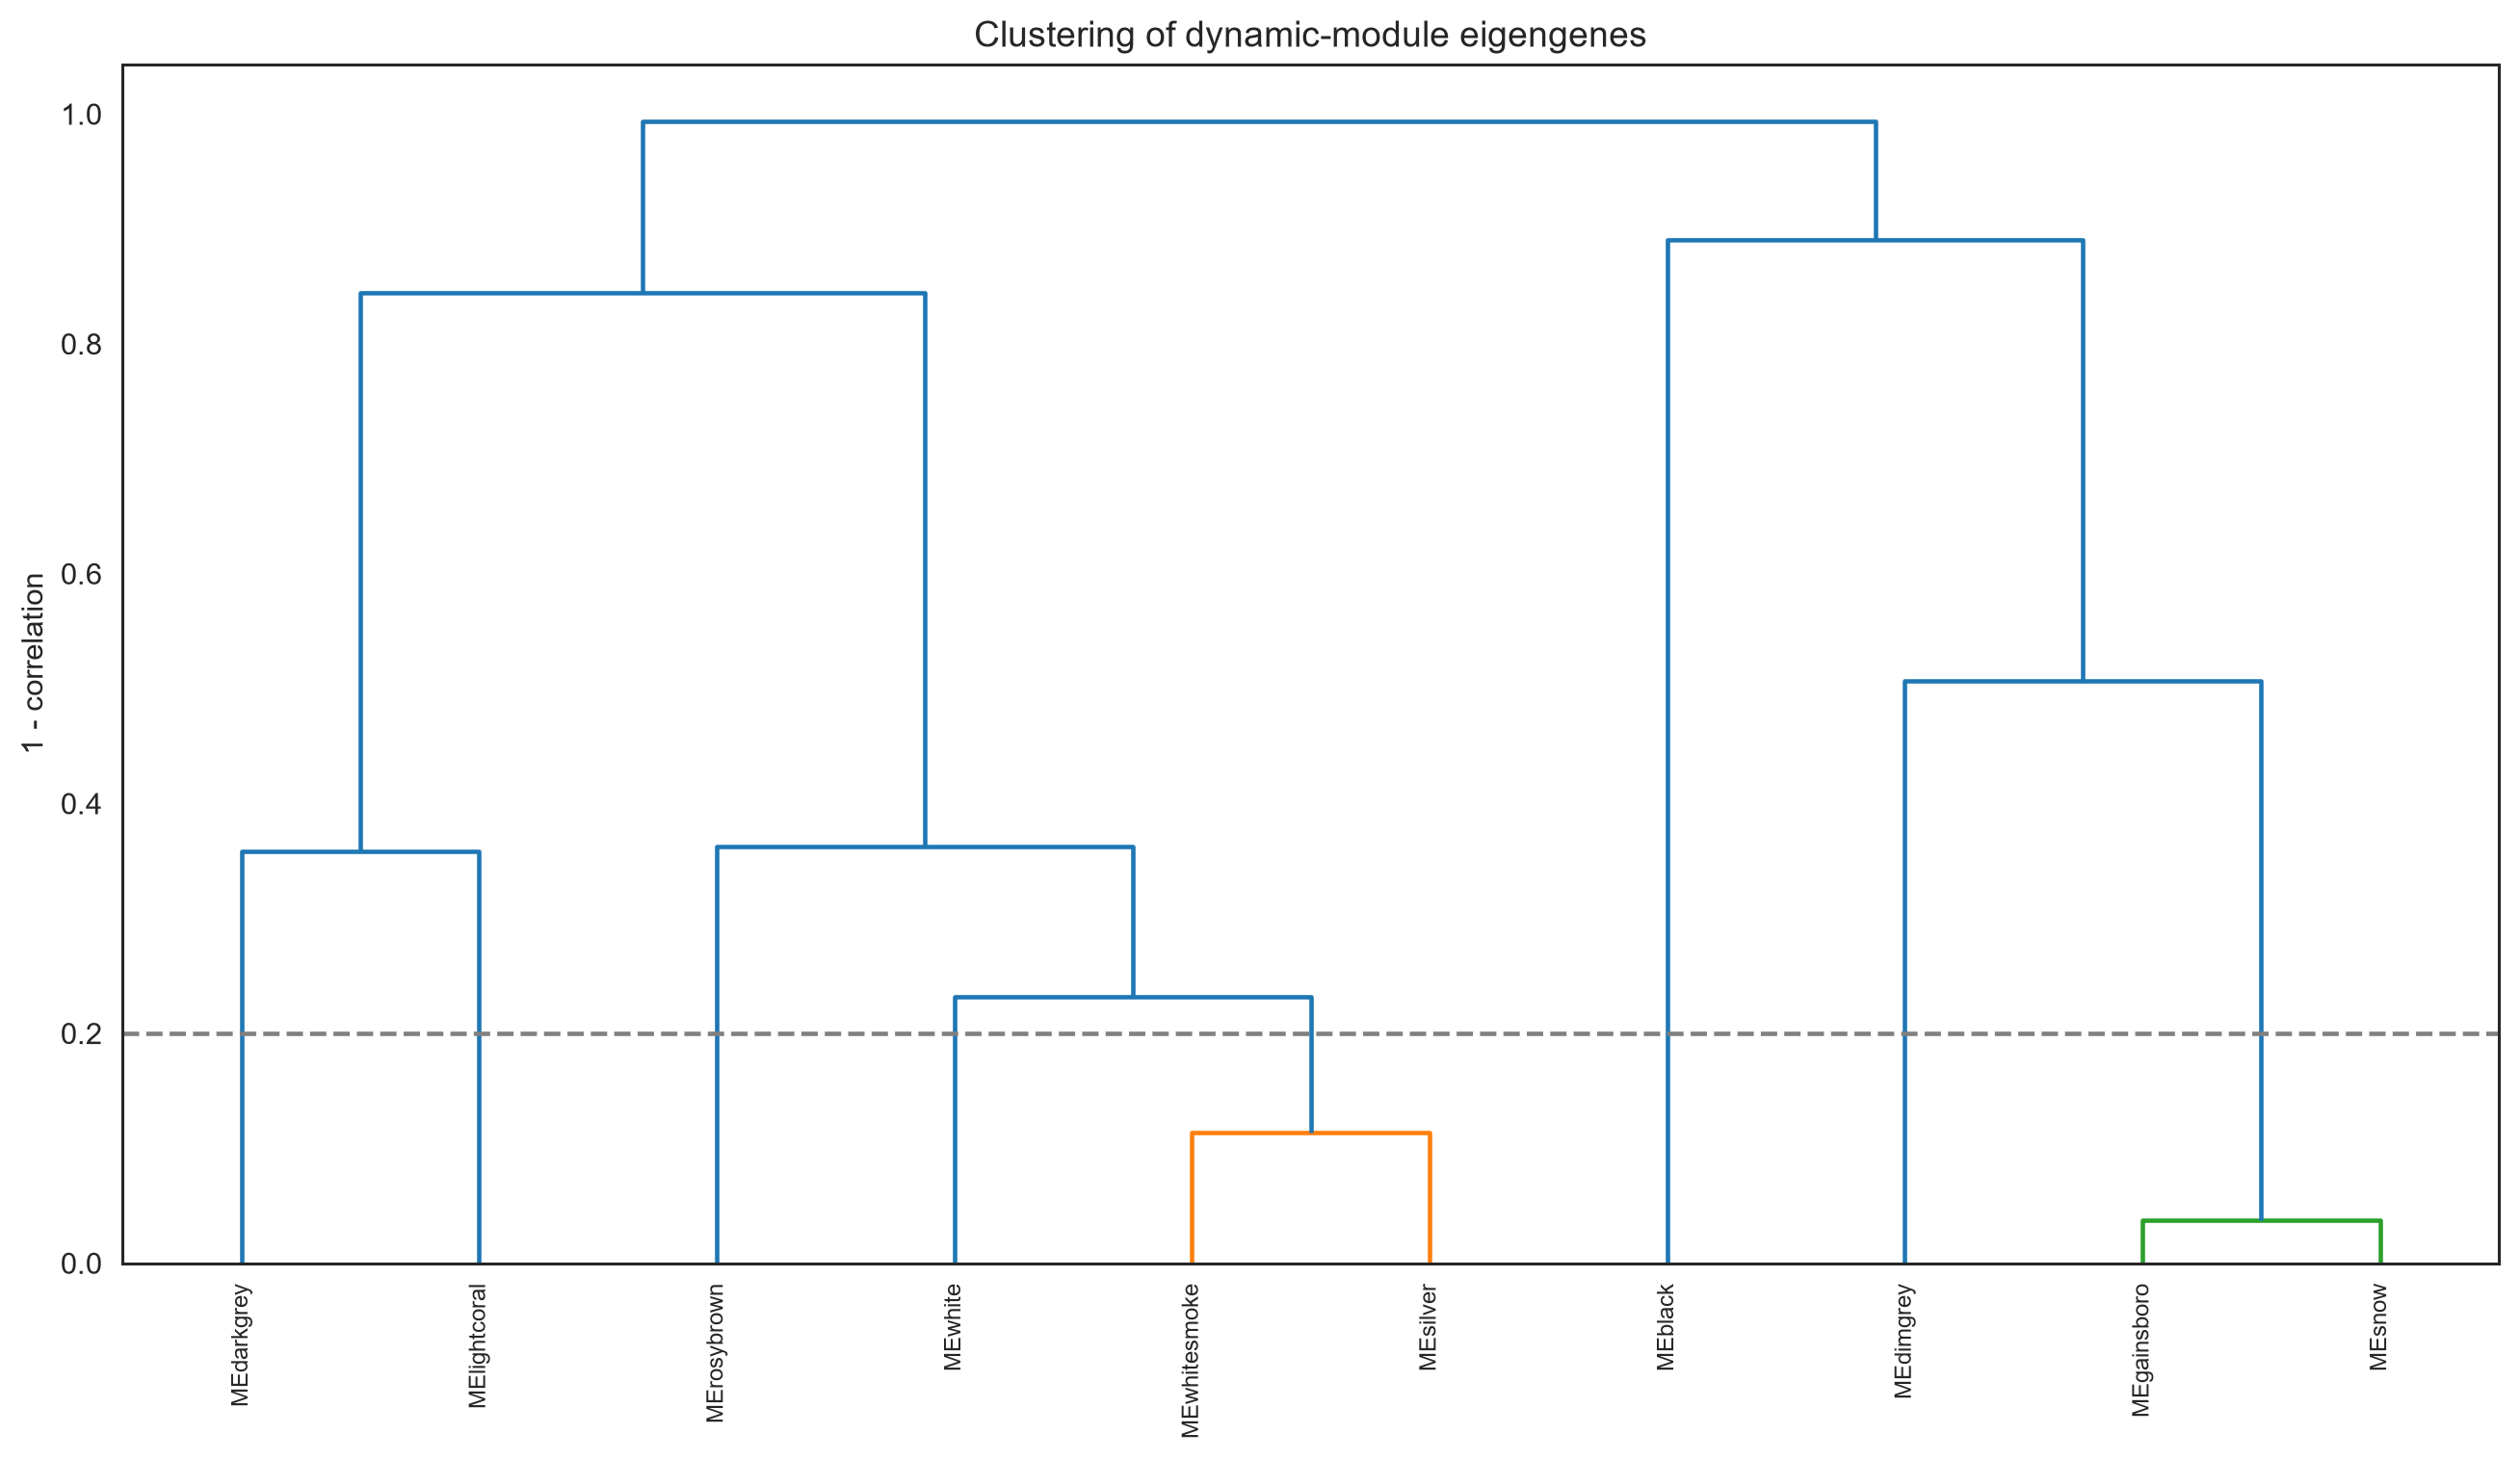 Clustering of dynamic-module eigengenes
1 - correlation
1.0
0.8
0.6
0.4
0.2
0.0
MEdarkgrey
MElightcoral
MErosybrown
MEwhite
MEwhitesmoke
MEsilver
MEblack
MEdimgrey
MEgainsboro
MEsnow